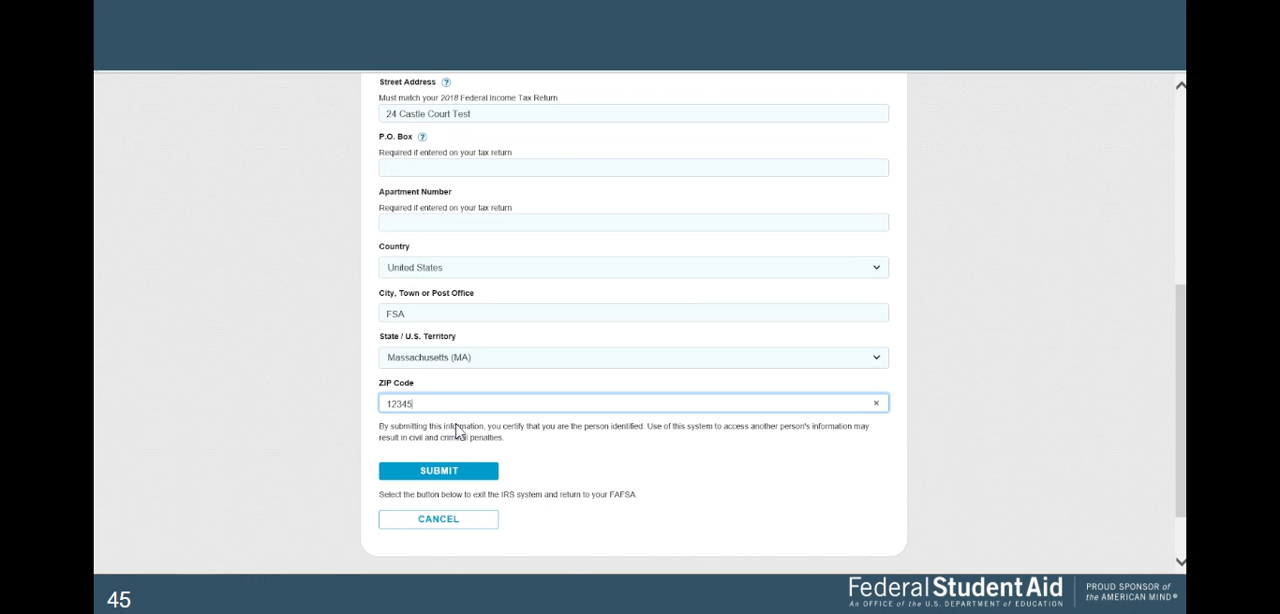 Street Address ?
Must match your 2018 Federal Income Tax Return
24 Castle Court Test
P.O. Box ?
Required if entered on your tax return
Apartment Number
Required if entered on your tax return
Country
United States
City, Town or Post Office
FSA
State / U.S. Territory
Massachusetts (MA)
ZIP Code
12345
By submitting this information, you certify that you are the person identified. Use of this system to access another person's information may
result in civil and criminal penalties.
SUBMIT
Select the button below to exit the IRS system and return to your FAFSA.
CANCEL
45
Federal Student Aid
An OFFICE of the U.S. DEPARTMENT of EDUCATION
PROUD SPONSOR of
the AMERICAN MIND®